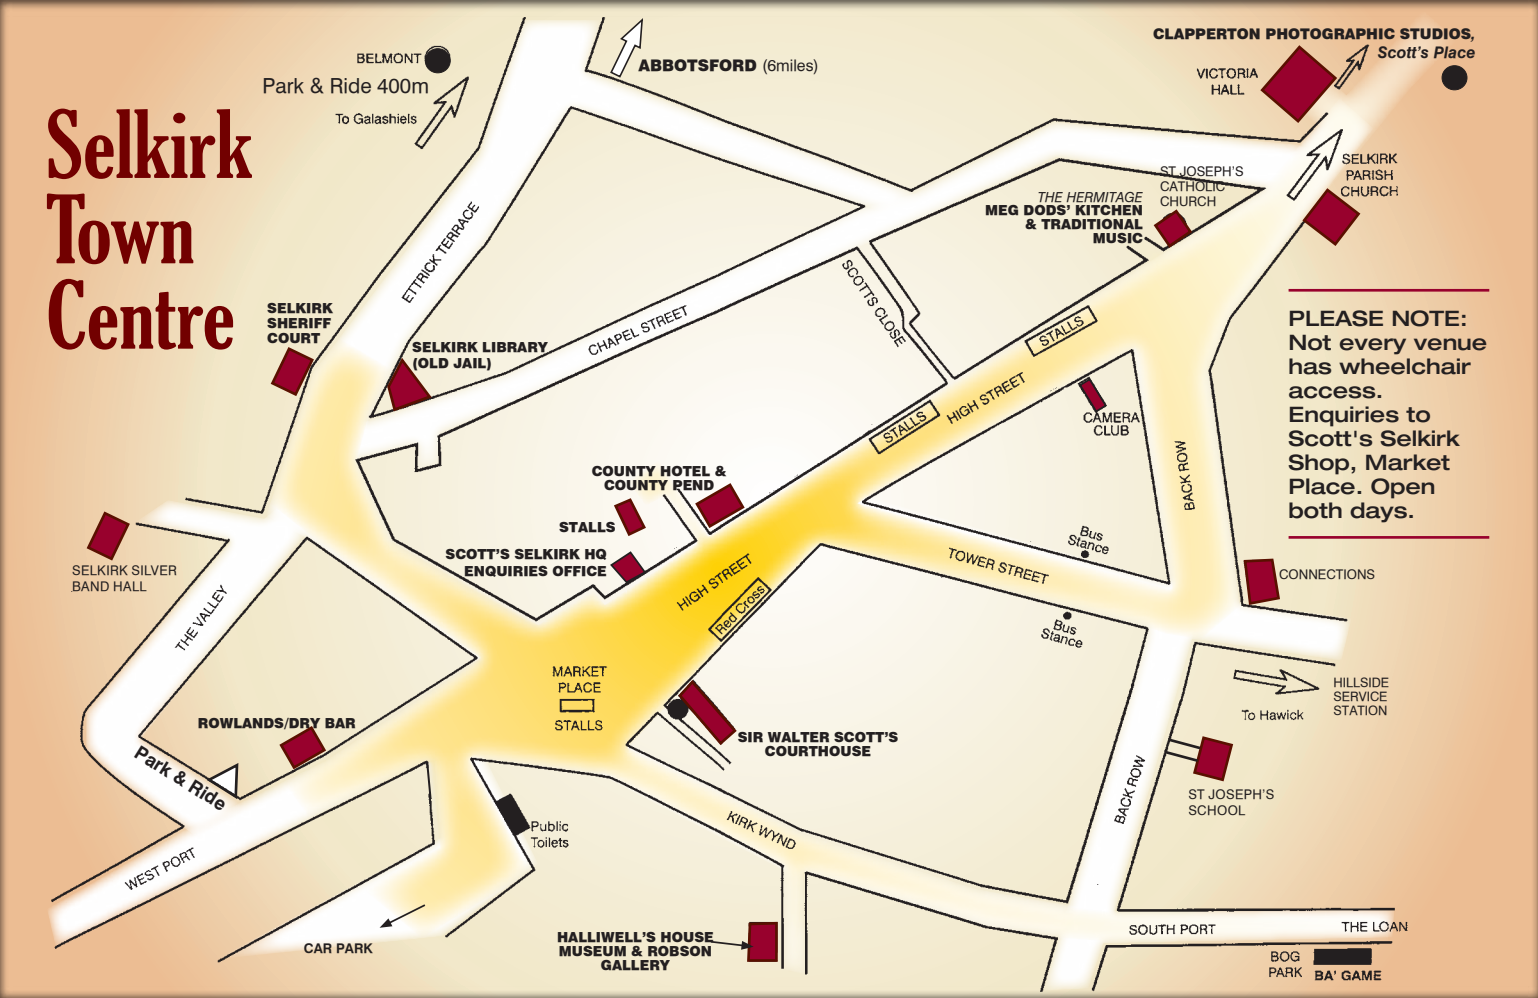 Selkirk
Town
Centre
BELMONT
Park & Ride 400m
To Galashiels
ABBOTSFORD (6miles)
CLAPPERTON PHOTOGRAPHIC STUDIOS,
Scott's Place
VICTORIA
HALL
SELKIRK
PARISH
CHURCH
ST JOSEPH'S
CATHOLIC
CHURCH
THE HERMITAGE
MEG DODS' KITCHEN
& TRADITIONAL
MUSIC
ETTRICK TERRACE
SELKIRK
SHERIFF
COURT
SELKIRK LIBRARY
(OLD JAIL)
CHAPEL STREET
SCOTTS CLOSE
STALLS
HIGH STREET
STALLS
CAMERA
CLUB
BACK ROW
PLEASE NOTE:
Not every venue
has wheelchair
access.
Enquiries to
Scott's Selkirk
Shop, Market
Place. Open
both days.
COUNTY HOTEL &
COUNTY PEND
STALLS
SCOTT'S SELKIRK HQ
ENQUIRIES OFFICE
SELKIRK SILVER
BAND HALL
THE VALLEY
HIGH STREET
Red Cross
TOWER STREET
Bus
Stance
Bus
Stance
CONNECTIONS
MARKET
PLACE
STALLS
HILLSIDE
SERVICE
STATION
To Hawick
ROWLANDS/DRY BAR
Park & Ride
SIR WALTER SCOTT'S
COURTHOUSE
ST JOSEPH'S
SCHOOL
BACK ROW
KIRK WYND
Public
Toilets
WEST PORT
CAR PARK
HALLIWELL'S HOUSE
MUSEUM & ROBSON
GALLERY
SOUTH PORT
THE LOAN
BOG
PARK
BA' GAME